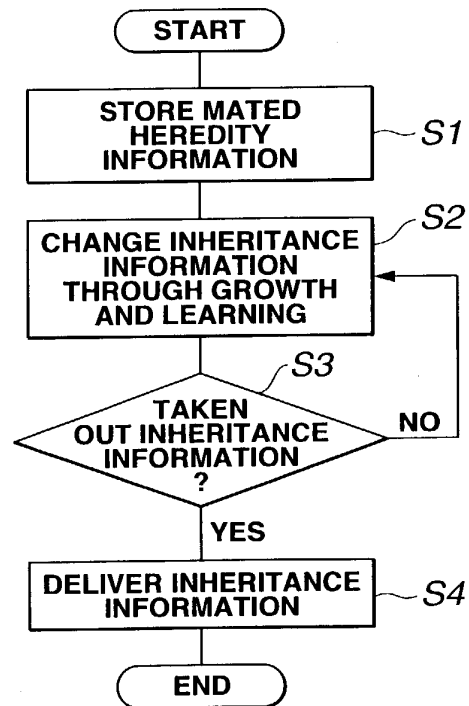 START
STORE MATED
HEREDITY
INFORMATION
S1
CHANGE INHERITANCE
INFORMATION
THROUGH GROWTH
AND LEARNING
S2
S3
TAKEN
OUT INHERITANCE
INFORMATION
?
NO
YES
DELIVER INHERITANCE
INFORMATION
S4
END